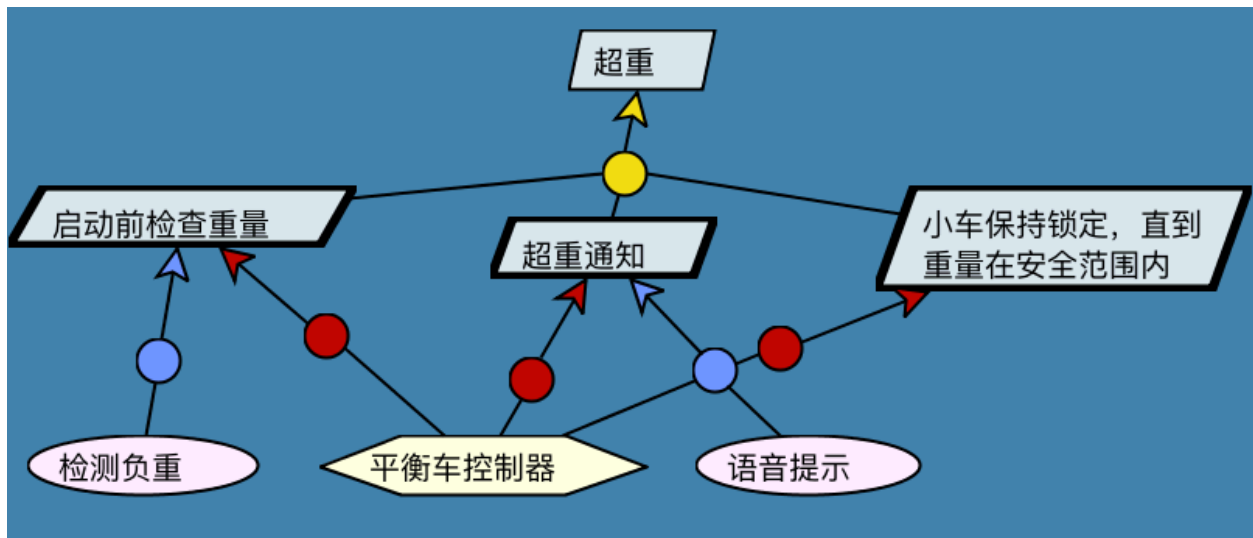 超重
启动前检查重量
超重通知
小车保持锁定，直到
重量在安全范围内
检测负重
平衡车控制器
语音提示